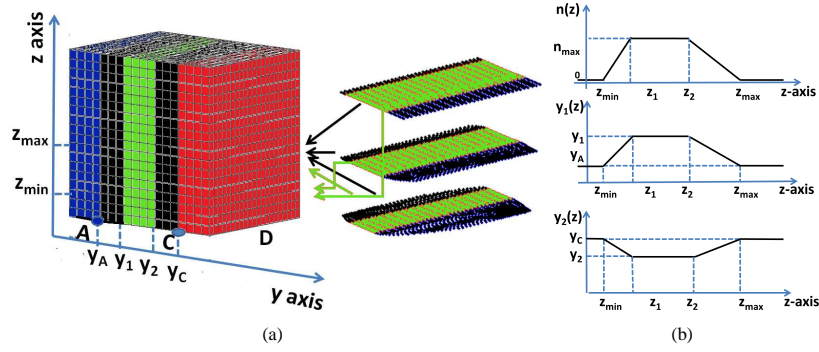 z axis
z_max
z_min
A
C
D
y_A y_1 y_2 y_C
y axis
(a)
n(z)
n_max
0
z_min z_1 z_2 z_max z-axis
y_1(z)
y_1
y_A
z_min z_1 z_2 z_max z-axis
y_2(z)
y_C
y_2
z_min z_1 z_2 z_max z-axis
(b)